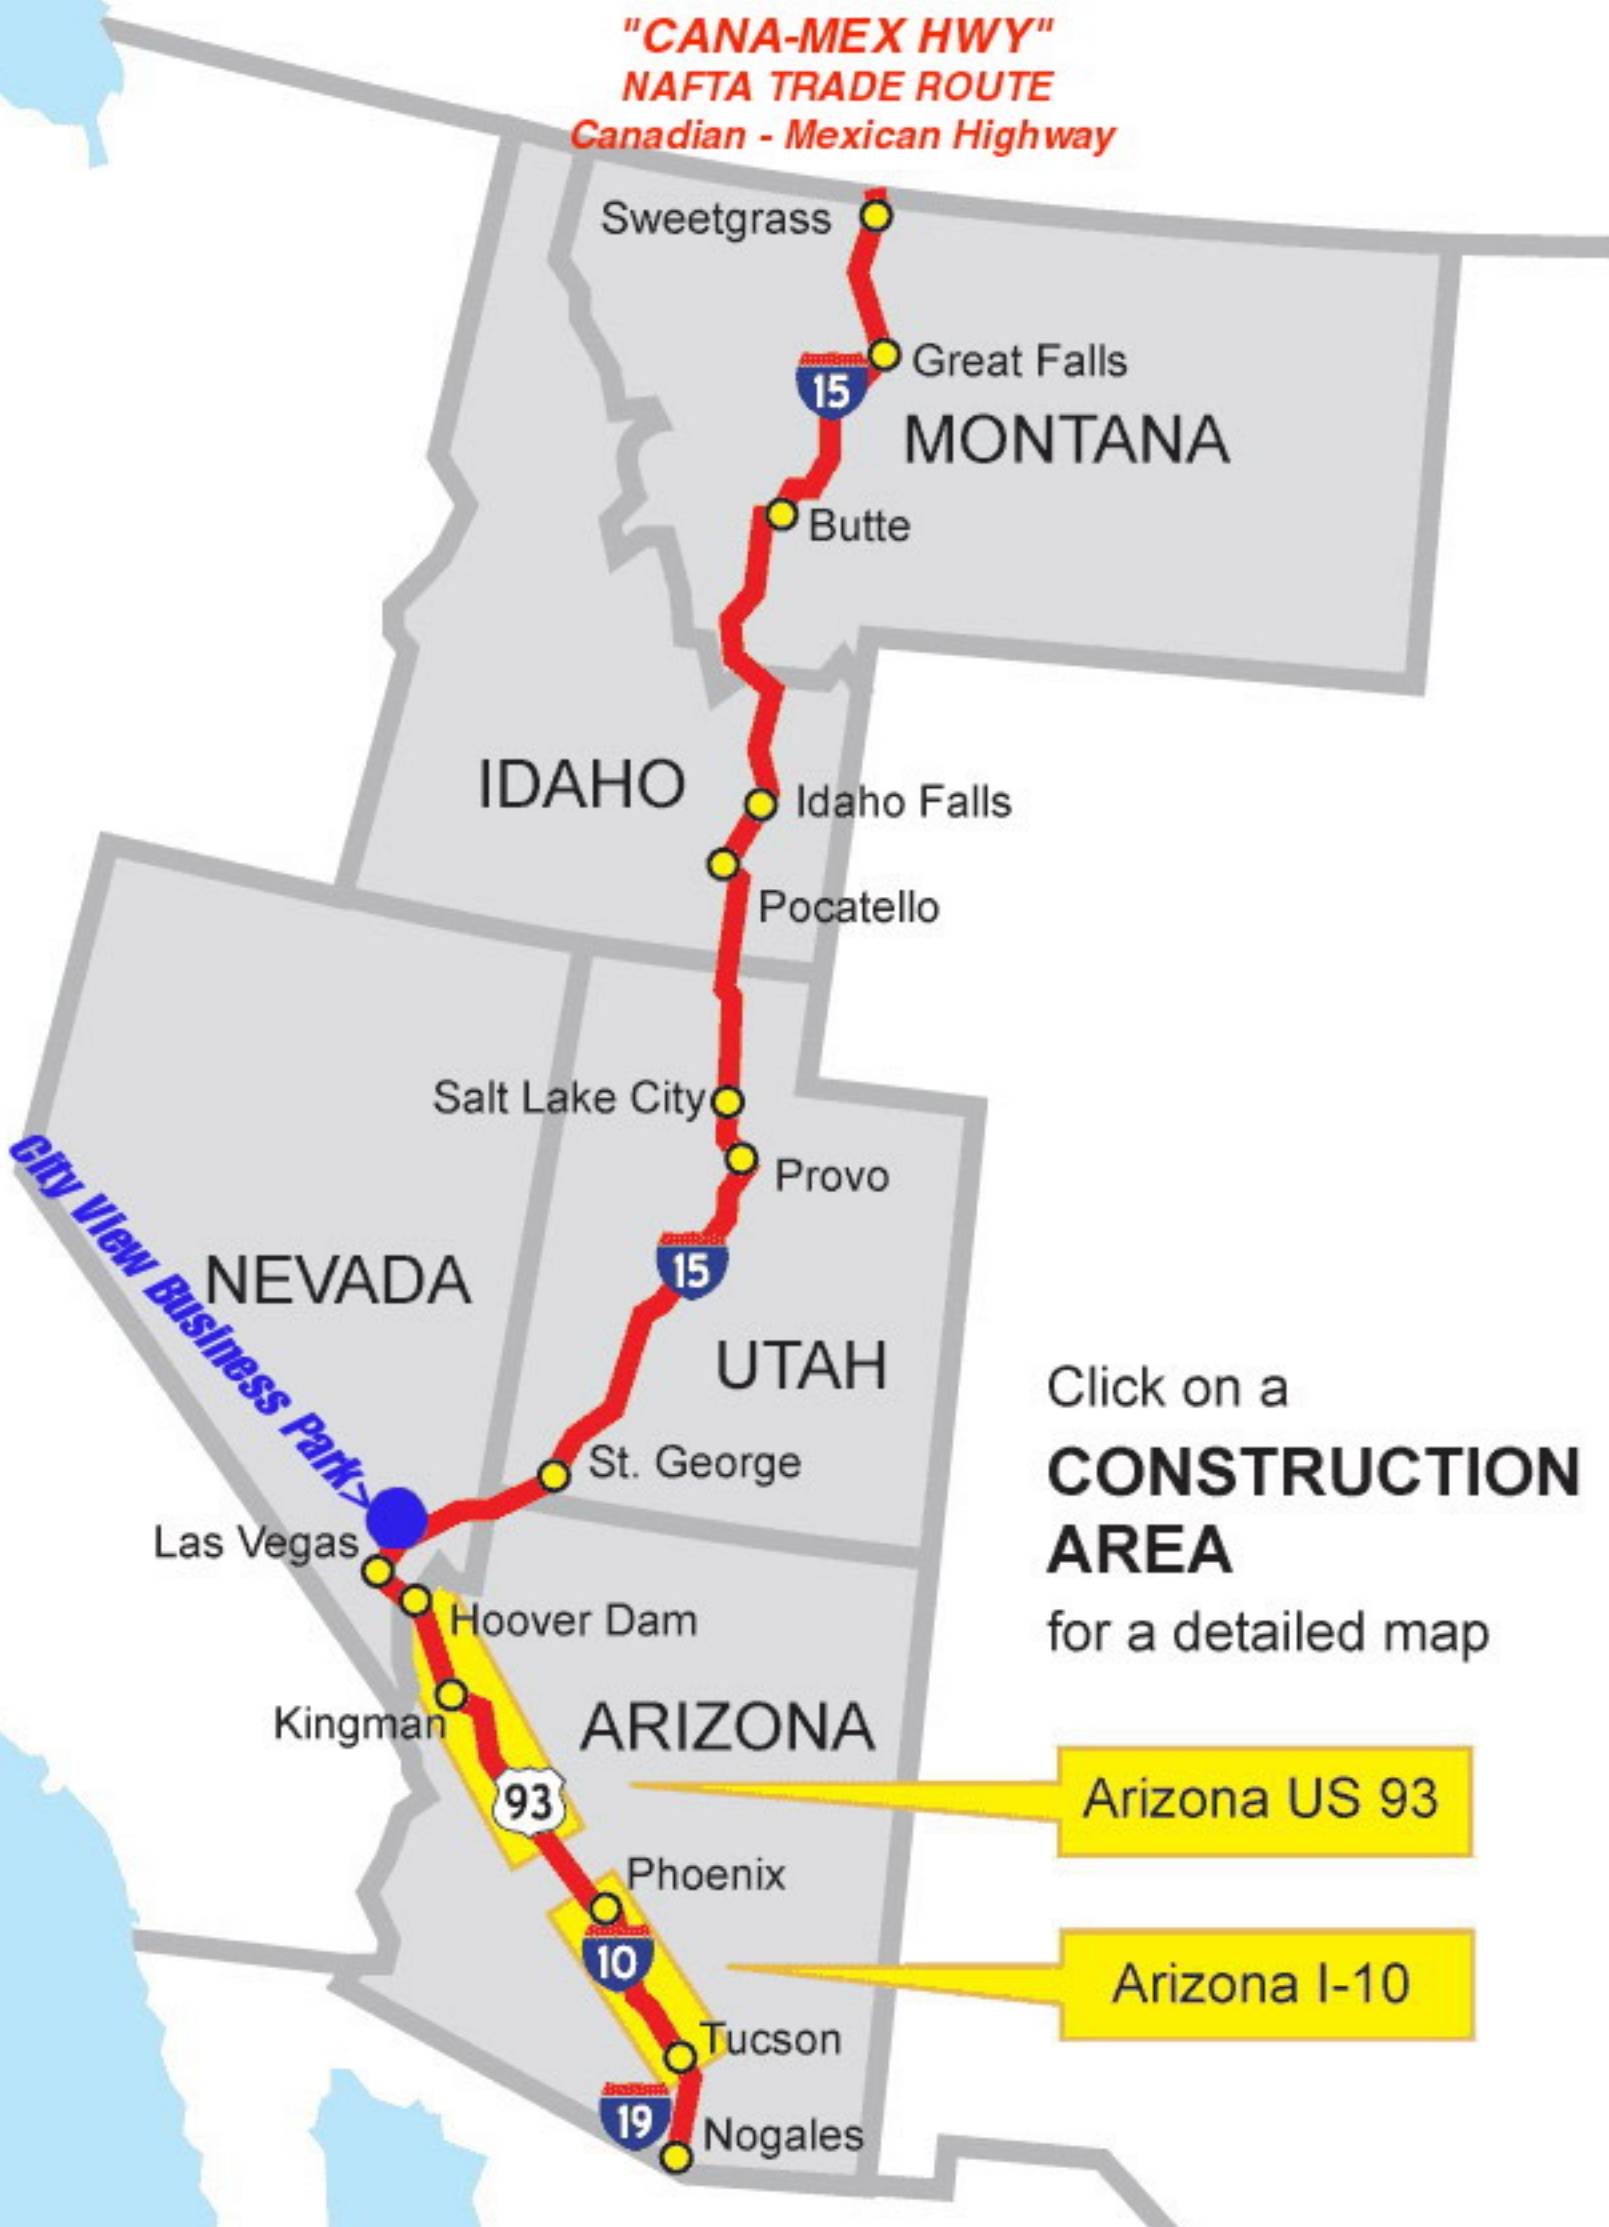 "CANA-MEX HWY"
NAFTA TRADE ROUTE
Canadian - Mexican Highway
Sweetgrass
Great Falls
15
MONTANA
Butte
IDAHO
Idaho Falls
Pocatello
Salt Lake City
Provo
City View Business Park>
NEVADA
15
UTAH
St. George
Las Vegas
Hoover Dam
Kingman
ARIZONA
93
Phoenix
10
Tucson
19
Nogales
Click on a
CONSTRUCTION
AREA
for a detailed map
Arizona US 93
Arizona I-10